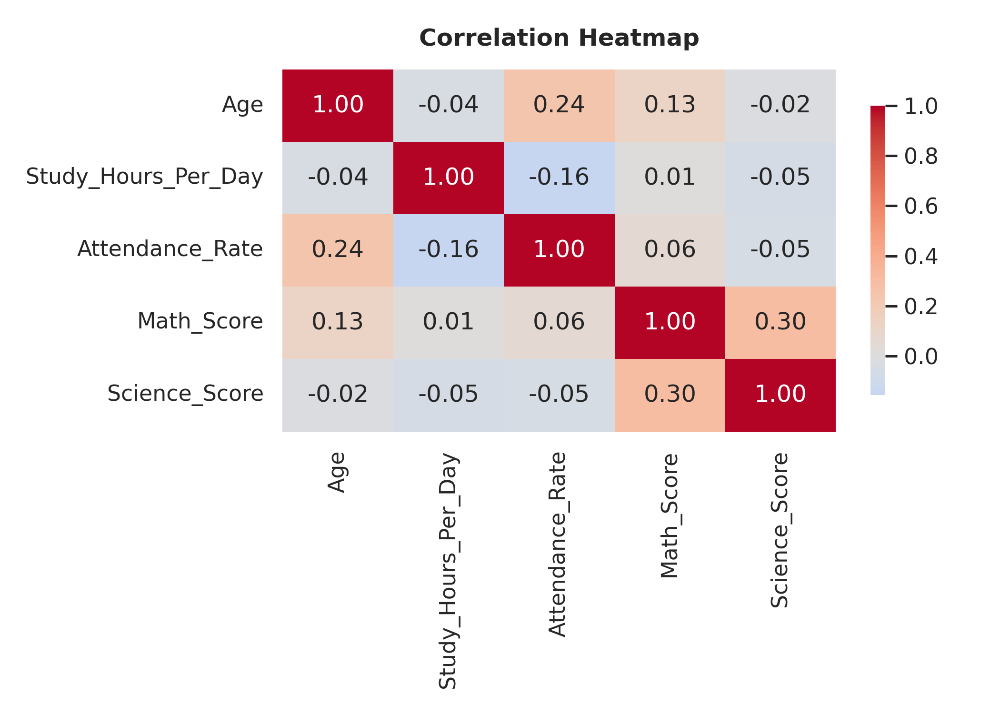 Correlation Heatmap
Age 1.00 -0.04 0.24 0.13 -0.02
Study_Hours_Per_Day -0.04 1.00 -0.16 0.01 -0.05
Attendance_Rate 0.24 -0.16 1.00 0.06 -0.05
Math_Score 0.13 0.01 0.06 1.00 0.30
Science_Score -0.02 -0.05 -0.05 0.30 1.00
Age
Study_Hours_Per_Day
Attendance_Rate
Math_Score
Science_Score
1.0
0.8
0.6
0.4
0.2
0.0